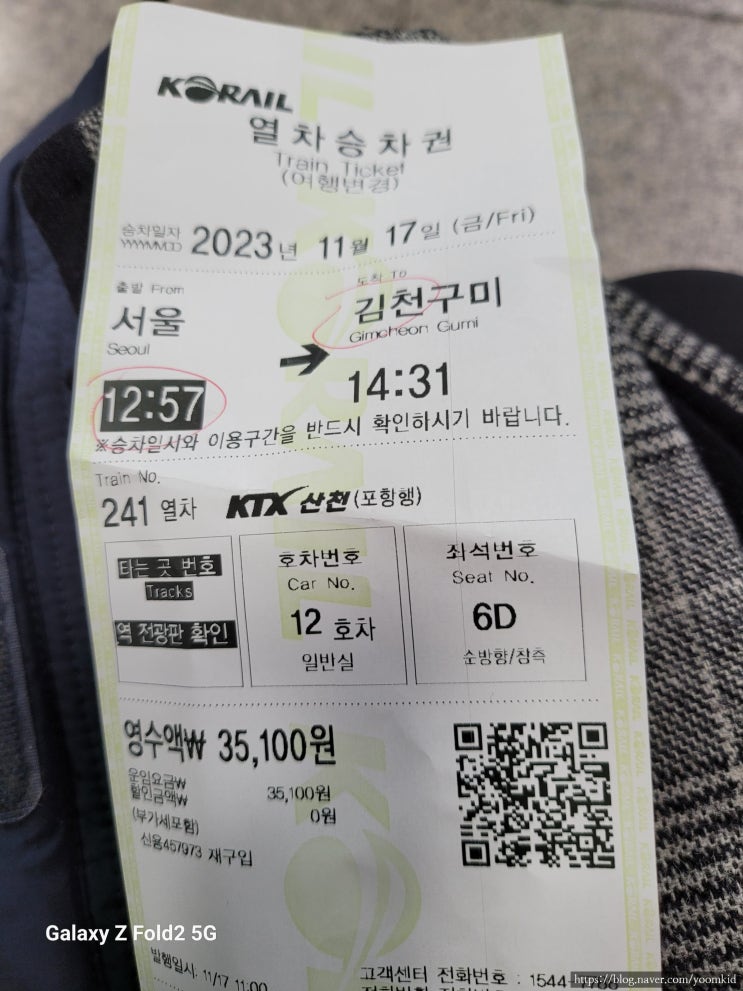 KORAIL
열차승차권
Train Ticket
(여행변경)
승차일자
YYYYMMDD
2023년 11월 17일 (금/Fri)
출발 From
도착 To
서울
김천구미
Seoul
Gimcheon Gumi
12:57
14:31
※승차일시와 이용구간을 반드시 확인하시기 바랍니다.
Train No.
241 열차 KTX 산천(포항행)
타는 곳 번호
Tracks
역 전광판 확인
호차번호
Car No.
12 호차
일반실
좌석번호
Seat No.
6D
순방향/창측
영수액₩ 35,100원
운임요금₩ 35,100원
할인금액₩ 0원
(부가세포함)
신용457973 재구입
발행일시: 11/17 11:00
고객센터 전화번호 : 1544
Galaxy Z Fold2 5G
https://blog.naver.com/yoomkid